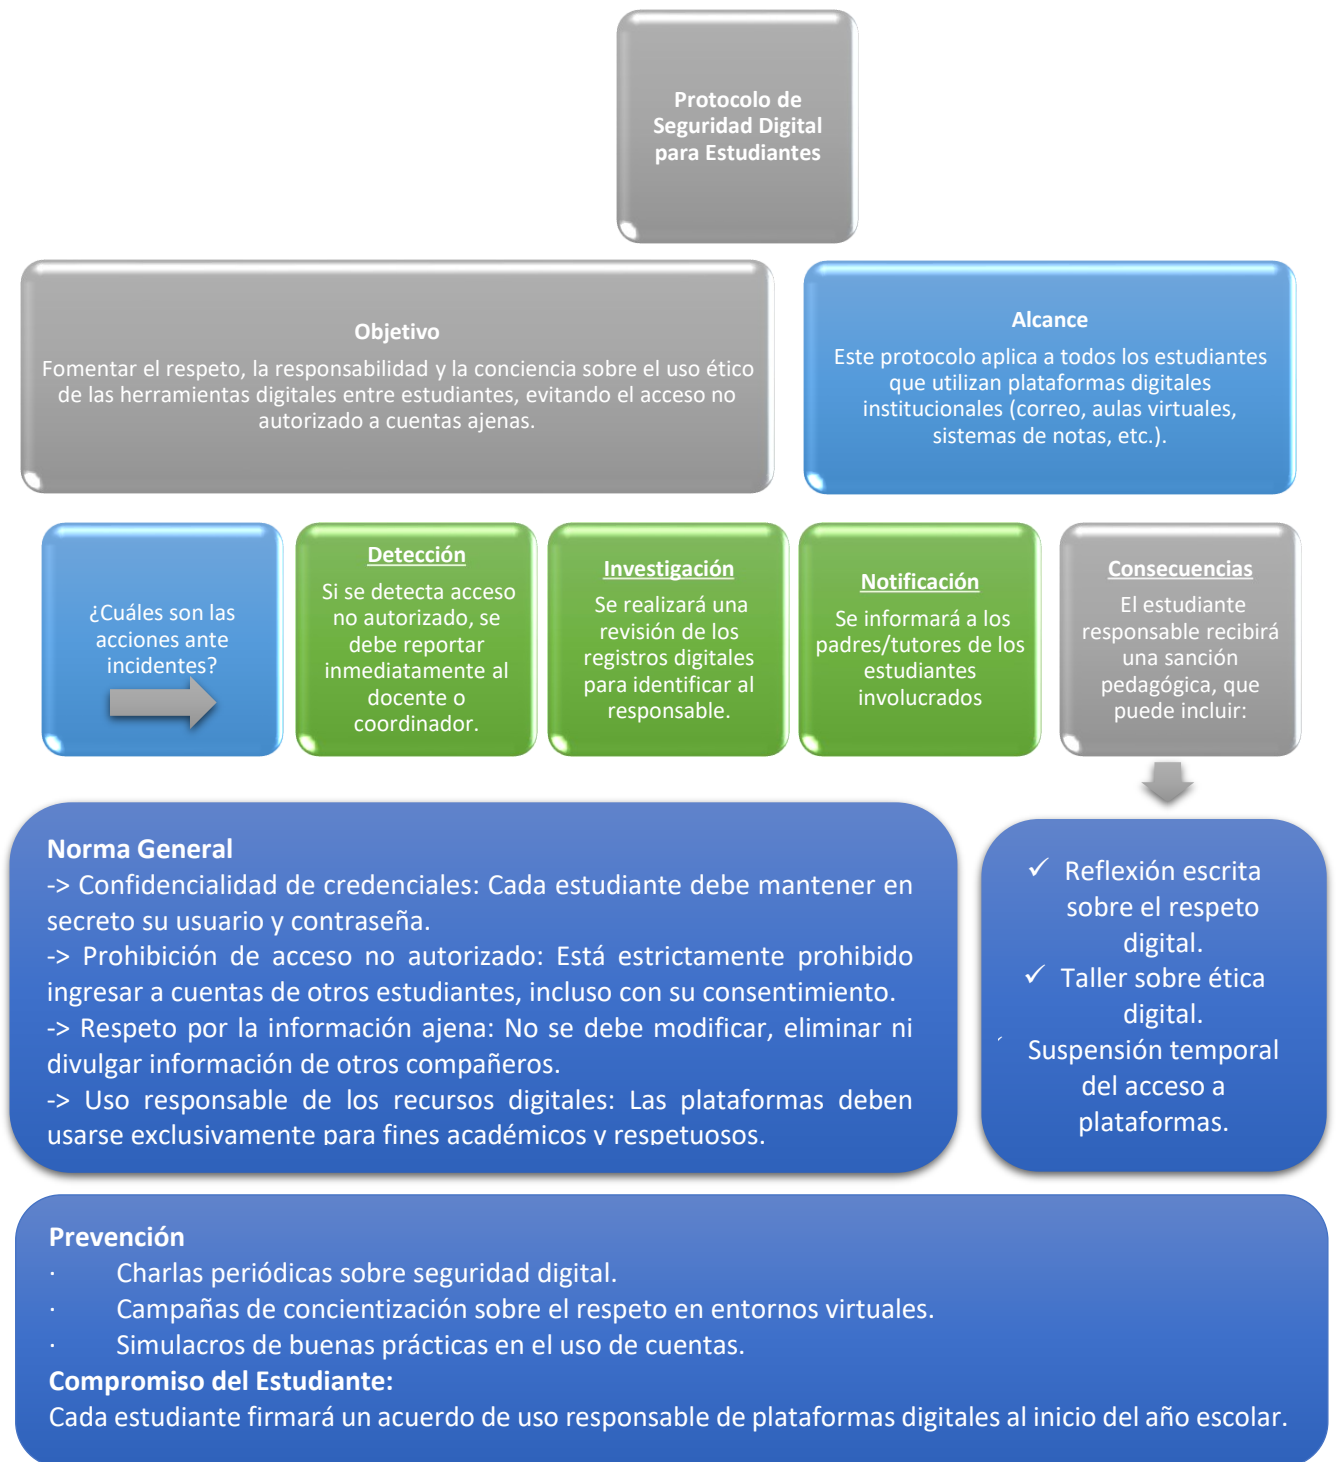 Protocolo de
Seguridad Digital
para Estudiantes
Objetivo
Fomentar el respeto, la responsabilidad y la conciencia sobre el uso ético
de las herramientas digitales entre estudiantes, evitando el acceso no
autorizado a cuentas ajenas.
Alcance
Este protocolo aplica a todos los estudiantes
que utilizan plataformas digitales
institucionales (correo, aulas virtuales,
sistemas de notas, etc.).
¿Cuáles son las
acciones ante
incidentes?
Detección
Si se detecta acceso
no autorizado, se
debe reportar
inmediatamente al
docente o
coordinador.
Investigación
Se realizará una
revisión de los
registros digitales
para identificar al
responsable.
Notificación
Se informará a los
padres/tutores de los
estudiantes
involucrados
Consecuencias
El estudiante
responsable recibirá
una sanción
pedagógica, que
puede incluir:
Norma General
-> Confidencialidad de credenciales: Cada estudiante debe mantener en
secreto su usuario y contraseña.
-> Prohibición de acceso no autorizado: Está estrictamente prohibido
ingresar a cuentas de otros estudiantes, incluso con su consentimiento.
-> Respeto por la información ajena: No se debe modificar, eliminar ni
divulgar información de otros compañeros.
-> Uso responsable de los recursos digitales: Las plataformas deben
usarse exclusivamente para fines académicos y respetuosos.
✓ Reflexión escrita
sobre el respeto
digital.
✓ Taller sobre ética
digital.
✓ Suspensión temporal
del acceso a
plataformas.
Prevención
· Charlas periódicas sobre seguridad digital.
· Campañas de concientización sobre el respeto en entornos virtuales.
· Simulacros de buenas prácticas en el uso de cuentas.
Compromiso del Estudiante:
Cada estudiante firmará un acuerdo de uso responsable de plataformas digitales al inicio del año escolar.